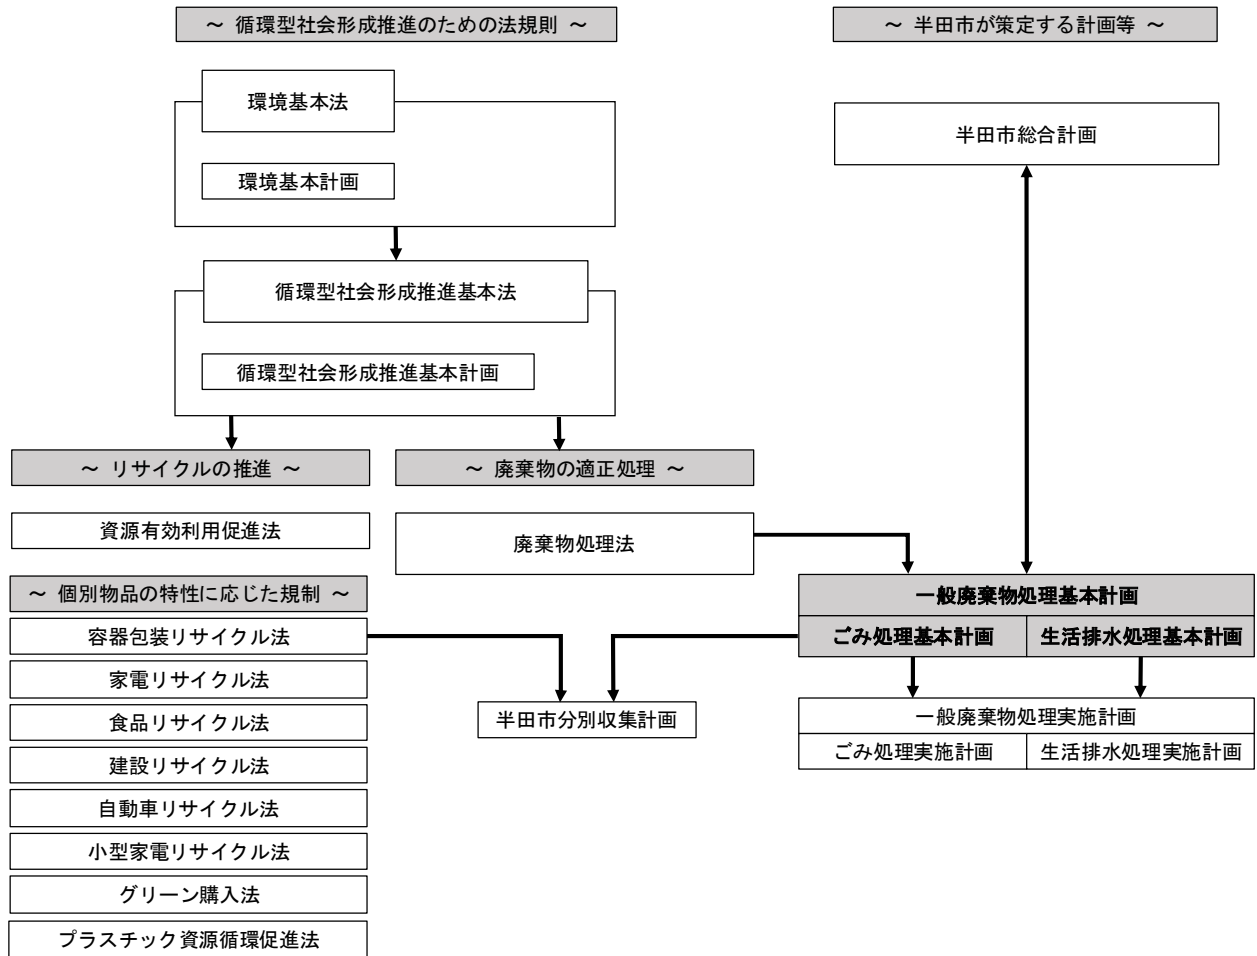 ～ 循環型社会形成推進のための法規則 ～
環境基本法
環境基本計画
循環型社会形成推進基本法
循環型社会形成推進基本計画
～ リサイクルの推進 ～
資源有効利用促進法
～ 個別物品の特性に応じた規制 ～
容器包装リサイクル法
家電リサイクル法
食品リサイクル法
建設リサイクル法
自動車リサイクル法
小型家電リサイクル法
グリーン購入法
プラスチック資源循環促進法
～ 廃棄物の適正処理 ～
廃棄物処理法
半田市分別収集計画
～ 半田市が策定する計画等 ～
半田市総合計画
一般廃棄物処理基本計画
ごみ処理基本計画
生活排水処理基本計画
一般廃棄物処理実施計画
ごみ処理実施計画
生活排水処理実施計画